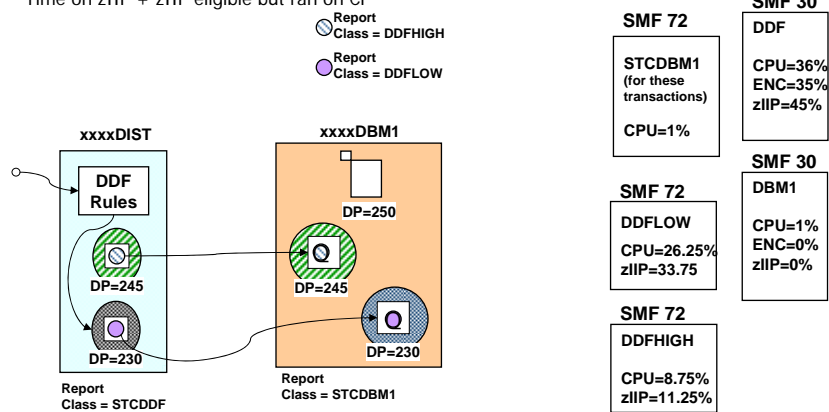 Time on zIIP + zIIP eligible but ran on CP
Report
Class = DDFHIGH
Report
Class = DDFLOW
xxxxDIST
DDF
Rules
DP=245
DP=230
Report
Class = STCDDF
xxxxDBM1
DP=250
Q
DP=245
Q
DP=230
Report
Class = STCDBM1
SMF 72
STCDBM1
(for these
transactions)
CPU=1%
SMF 30
DDF
CPU=36%
ENC=35%
zIIP=45%
SMF 72
DDFLOW
CPU=26.25%
zIIP=33.75
SMF 30
DBM1
CPU=1%
ENC=0%
zIIP=0%
SMF 72
DDFHIGH
CPU=8.75%
zIIP=11.25%